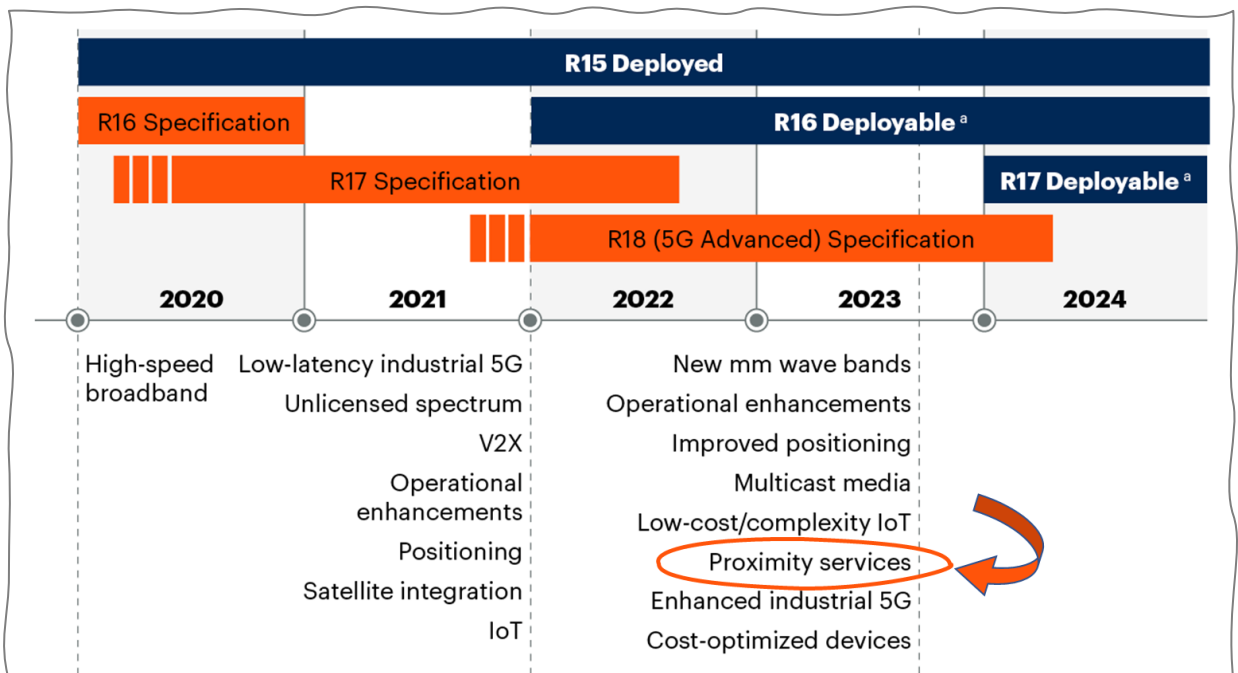 R15 Deployed
R16 Specification
R16 Deployable a
R17 Specification
R17 Deployable a
R18 (5G Advanced) Specification
2020
2021
2022
2023
2024
High-speed
broadband
Low-latency industrial 5G
Unlicensed spectrum
V2X
Operational
enhancements
Positioning
Satellite integration
IoT
New mm wave bands
Operational enhancements
Improved positioning
Multicast media
Low-cost/complexity IoT
Proximity services
Enhanced industrial 5G
Cost-optimized devices